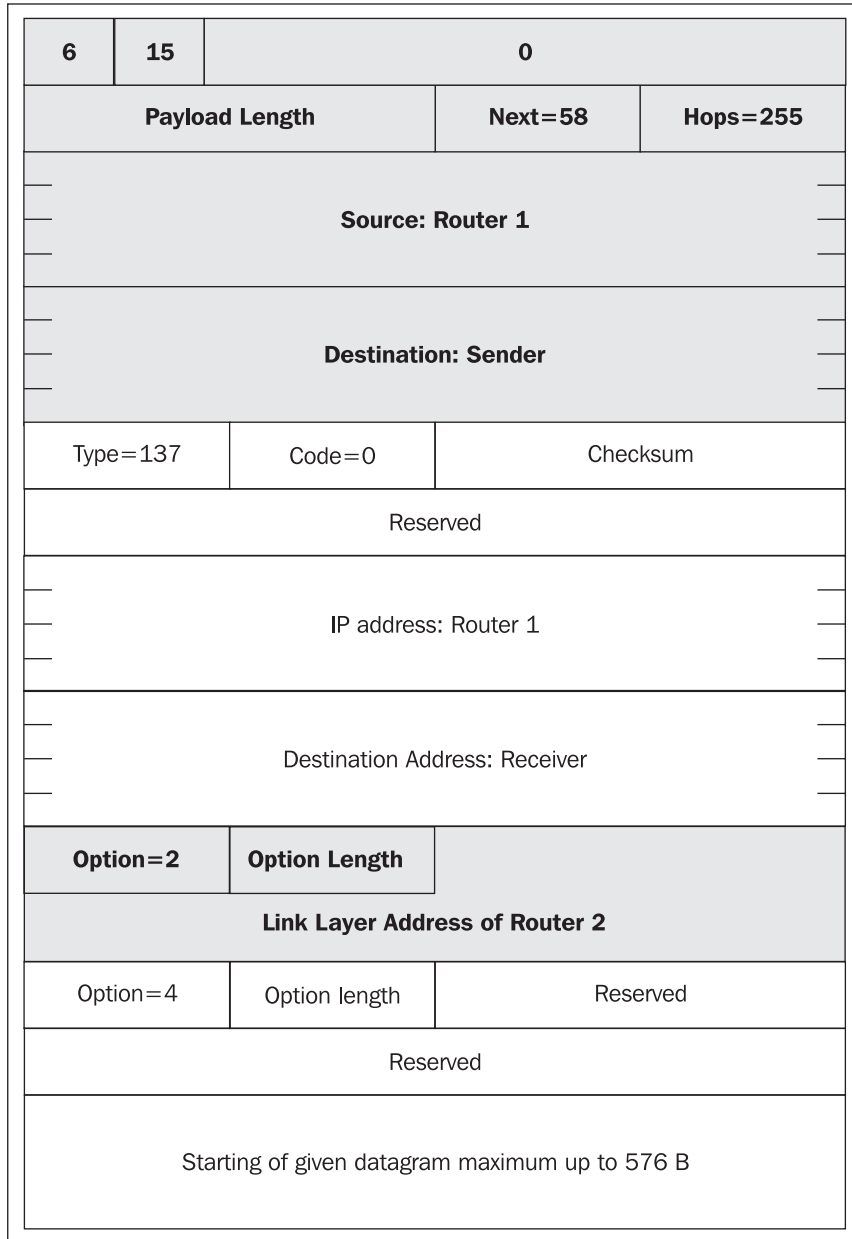 6 15 0
Payload Length Next=58 Hops=255
Source: Router 1
Destination: Sender
Type=137 Code=0 Checksum
Reserved
IP address: Router 1
Destination Address: Receiver
Option=2 Option Length
Link Layer Address of Router 2
Option=4 Option length Reserved
Reserved
Starting of given datagram maximum up to 576 B